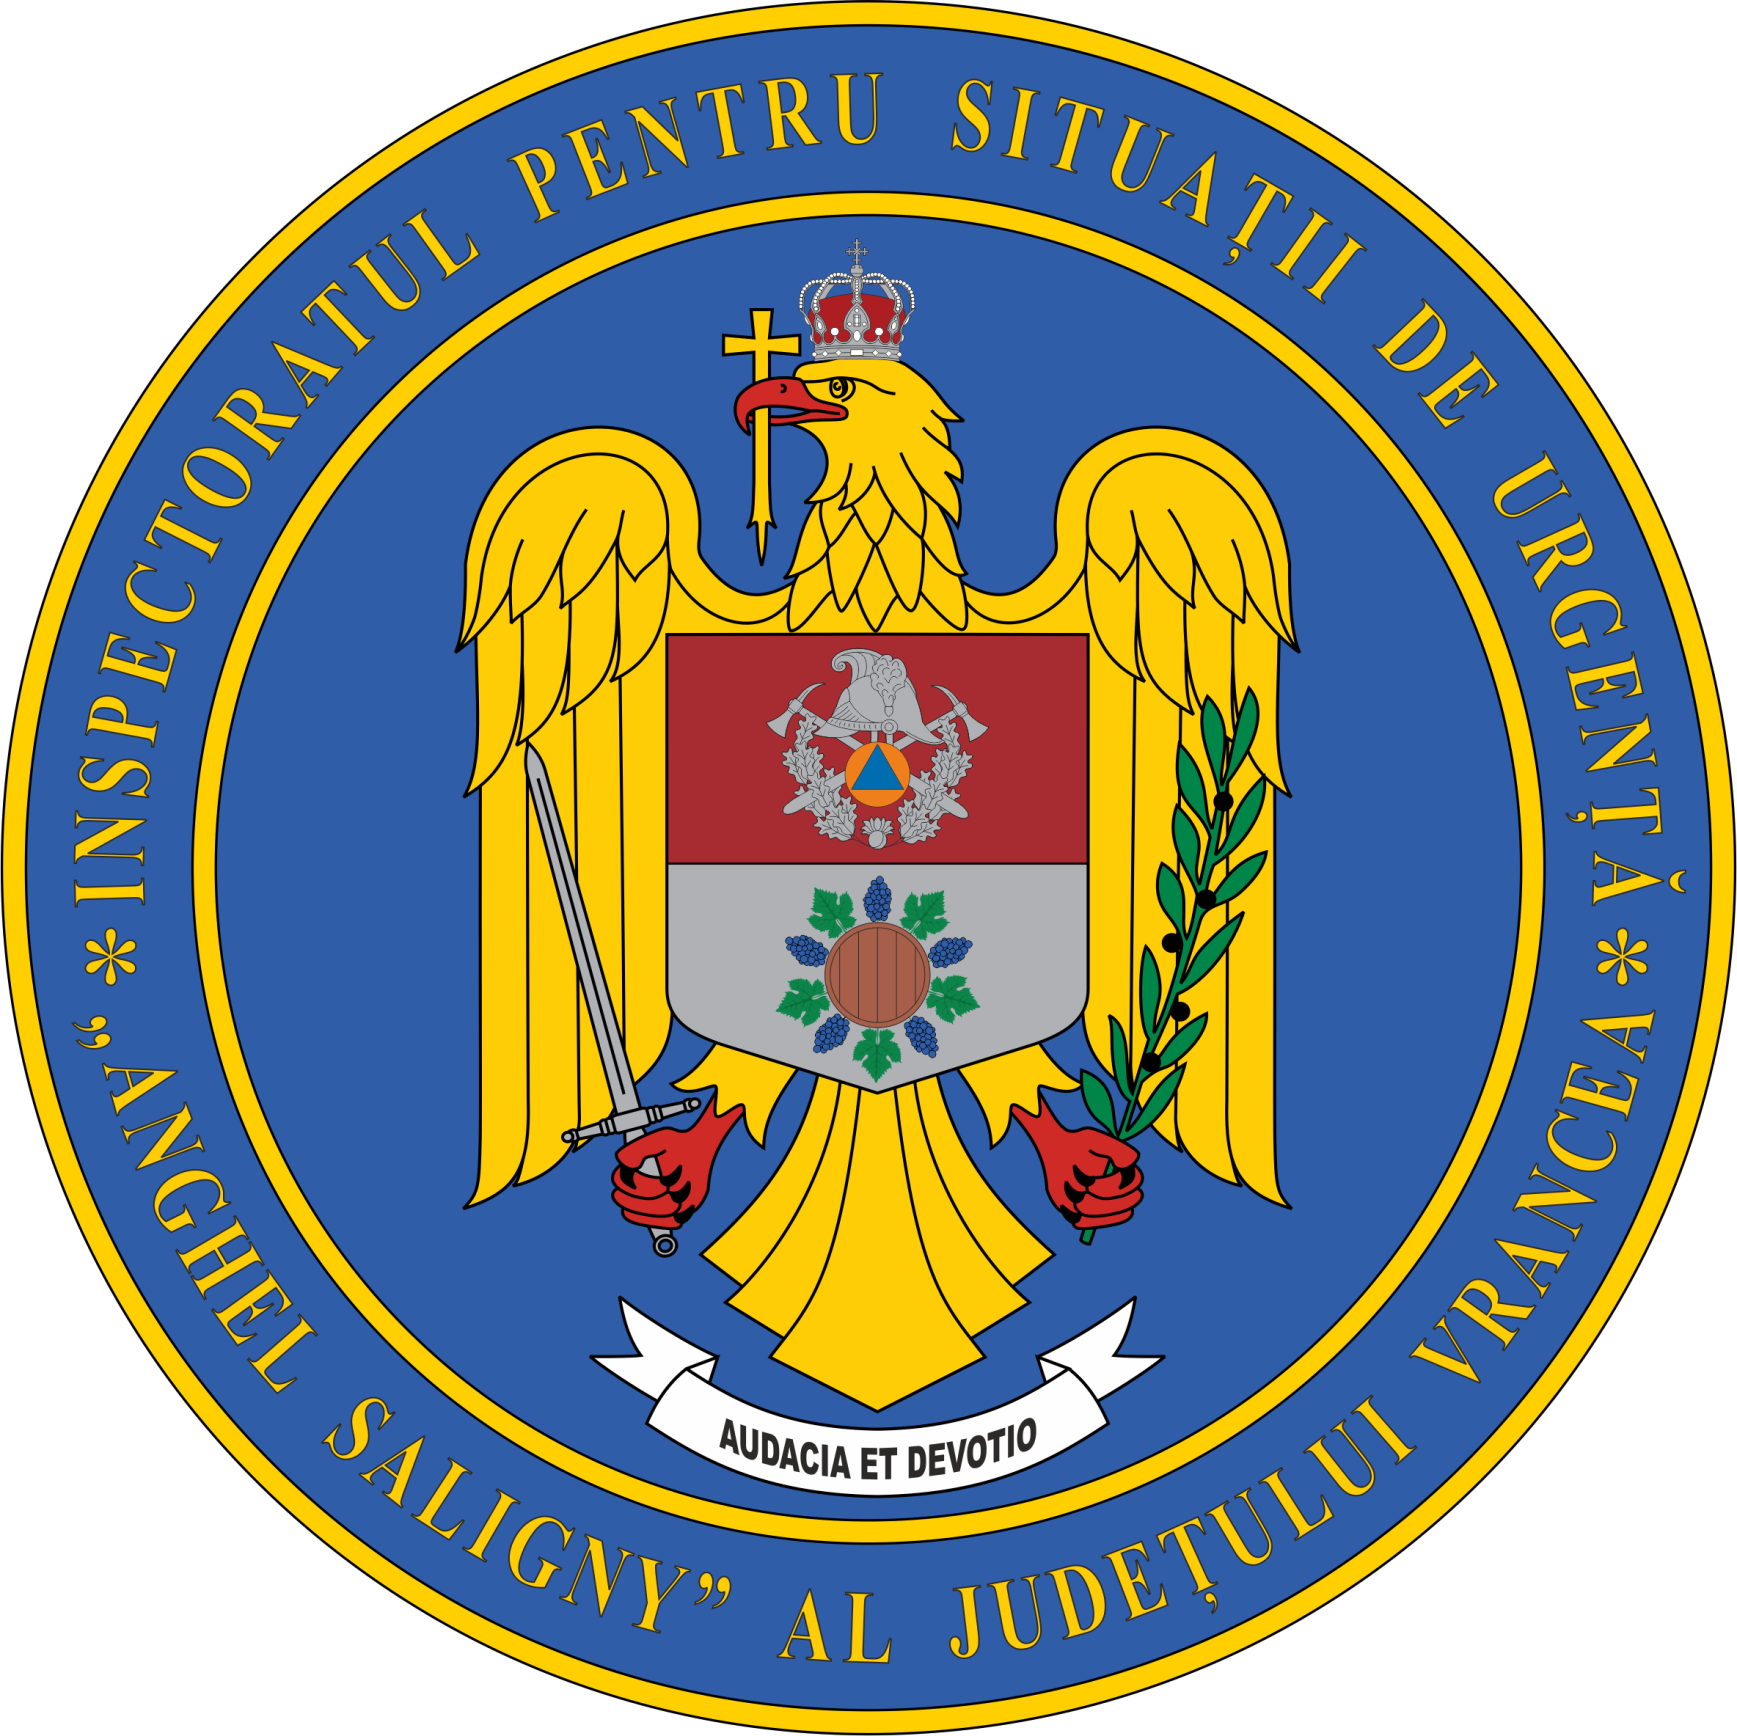 * INSPECTORATUL PENTRU SITUAȚII DE URGENȚĂ *
“ANGHEL SALIGNY” AL JUDEȚULUI VRANCEA
AUDACIA ET DEVOTIO